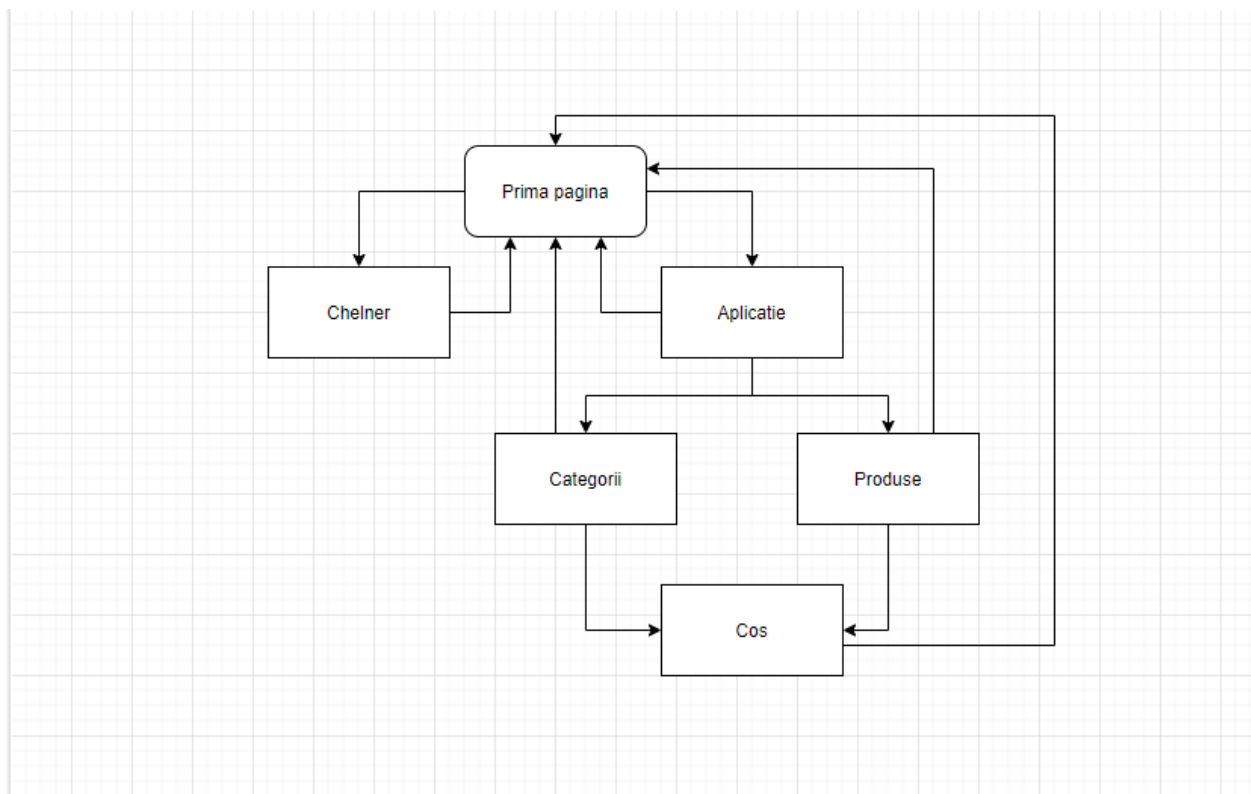 Prima pagina
Chelner
Aplicatie
Categorii
Produse
Cos